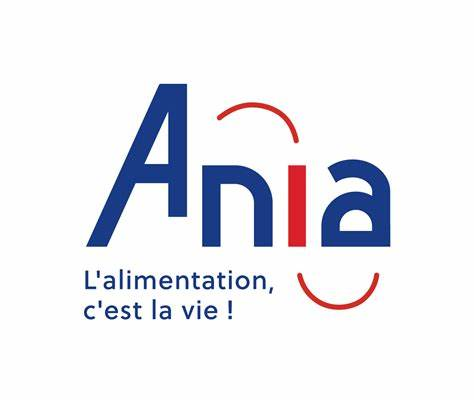 Ania
L'alimentation,
c'est la vie !